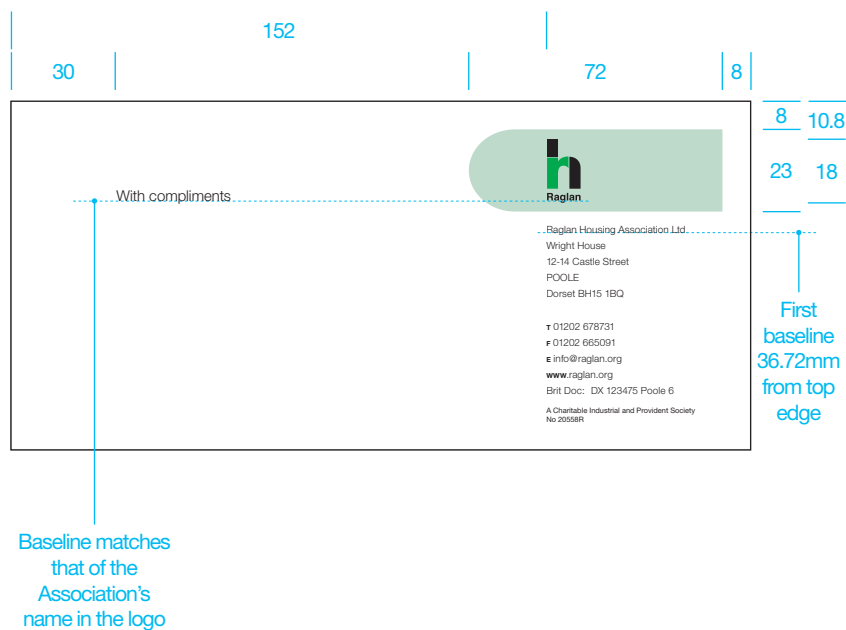 152
30
72
8
8
10.8
23
18
With compliments
Raglan
Raglan Housing Association Ltd
Wright House
12-14 Castle Street
POOLE
Dorset BH15 1BQ
T 01202 678731
F 01202 665091
E info@raglan.org
www.raglan.org
Brit Doc: DX 123475 Poole 6
A Charitable Industrial and Provident Society
No 20558R
First
baseline
36.72mm
from top
edge
Baseline matches
that of the
Association's
name in the logo